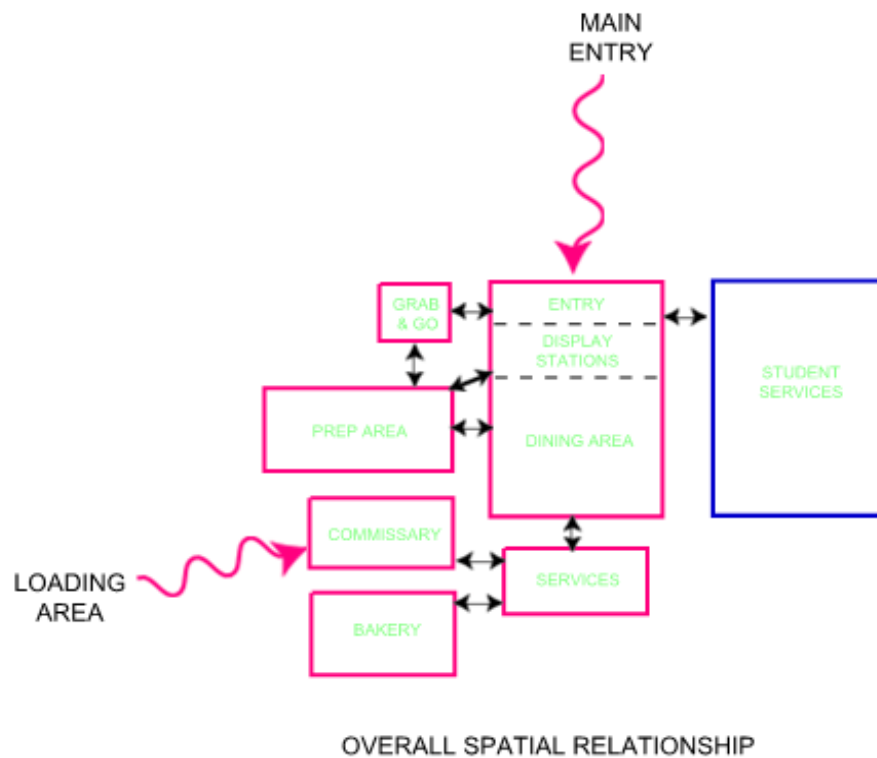 MAIN
ENTRY
GRAB
& GO
ENTRY
DISPLAY
STATIONS
STUDENT
SERVICES
PREP AREA
DINING AREA
COMMISSARY
LOADING
AREA
SERVICES
BAKERY
OVERALL SPATIAL RELATIONSHIP